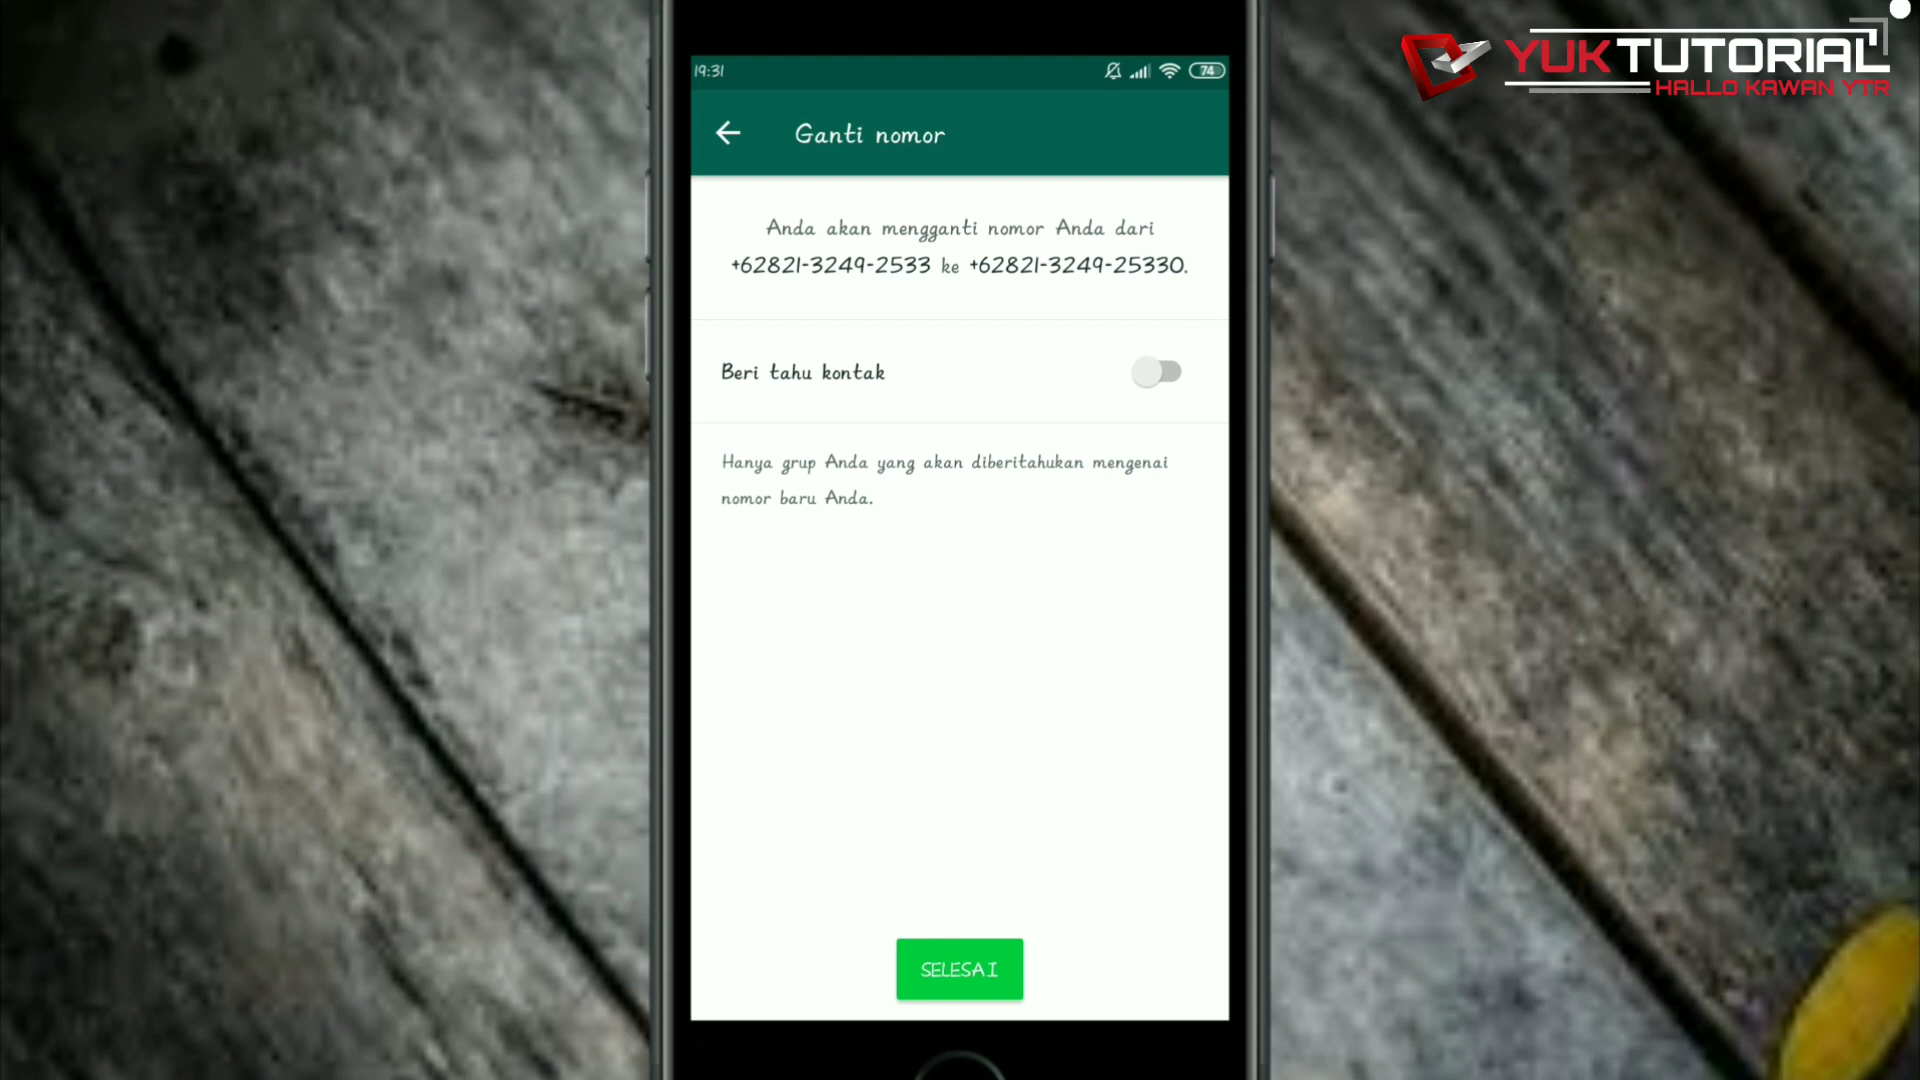 19:31
74
YUKTUTORIAL
HALLO KAWAN YTR
Ganti nomor
Anda akan mengganti nomor Anda dari
+62821-3249-2533 ke +62821-3249-25330.
Beri tahu kontak
Hanya grup Anda yang akan diberitahukan mengenai
nomor baru Anda.
SELESAI